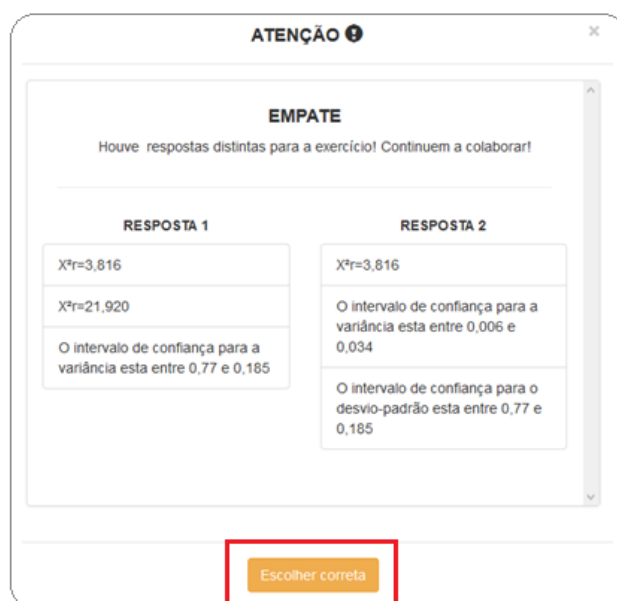 ATENÇÃO
×
EMPATE
Houve respostas distintas para a exercício! Continuem a colaborar!
RESPOSTA 1
X²r=3,816
X²r=21,920
O intervalo de confiança para a
variância esta entre 0,77 e 0,185
RESPOSTA 2
X²r=3,816
O intervalo de confiança para a
variância esta entre 0,006 e
0,034
O intervalo de confiança para o
desvio-padrão esta entre 0,77 e
0,185
Escolher correta